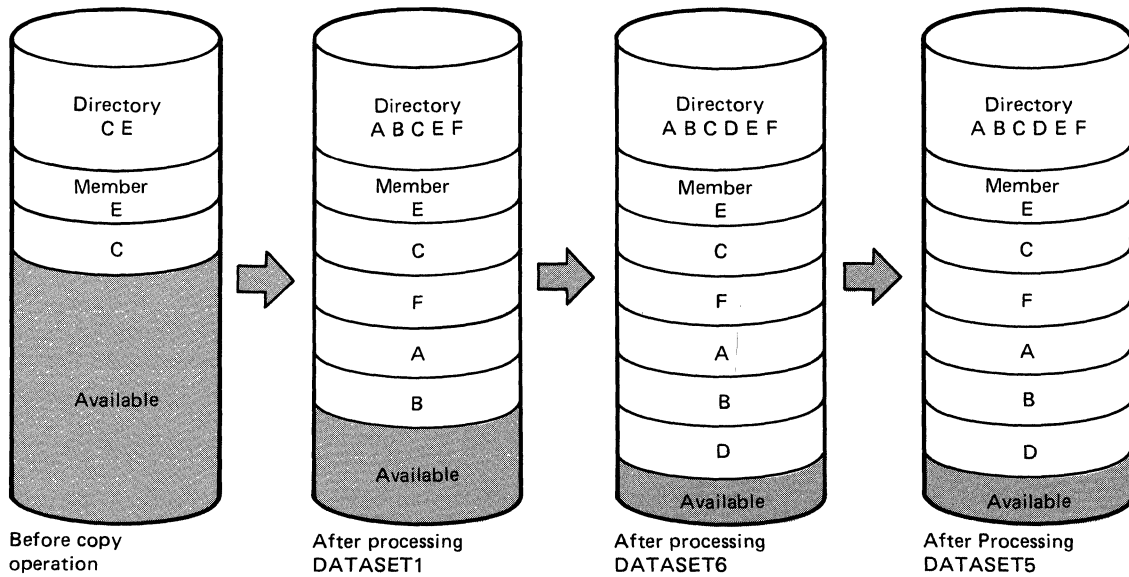 Directory
C E
Member
E
C
Available
Before copy
operation
Directory
A B C E F
Member
E
C
F
A
B
Available
After processing
DATASET1
Directory
A B C D E F
Member
E
C
F
A
B
D
Available
After processing
DATASET6
Directory
A B C D E F
Member
E
C
F
A
B
D
Available
After Processing
DATASET5